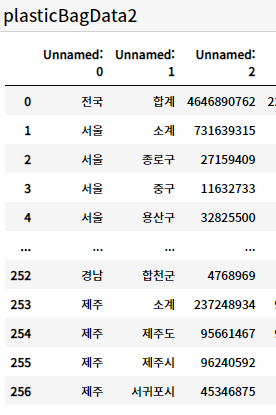 plasticBagData2
Unnamed: 0 Unnamed: 1 Unnamed: 2
0 전국 합계 4646890762
1 서울 소계 731639315
2 서울 종로구 27159409
3 서울 중구 11632733
4 서울 용산구 32825500
... ... ... ...
252 경남 합천군 4768969
253 제주 소계 237248934
254 제주 제주도 95661467
255 제주 제주시 96240592
256 제주 서귀포시 45346875